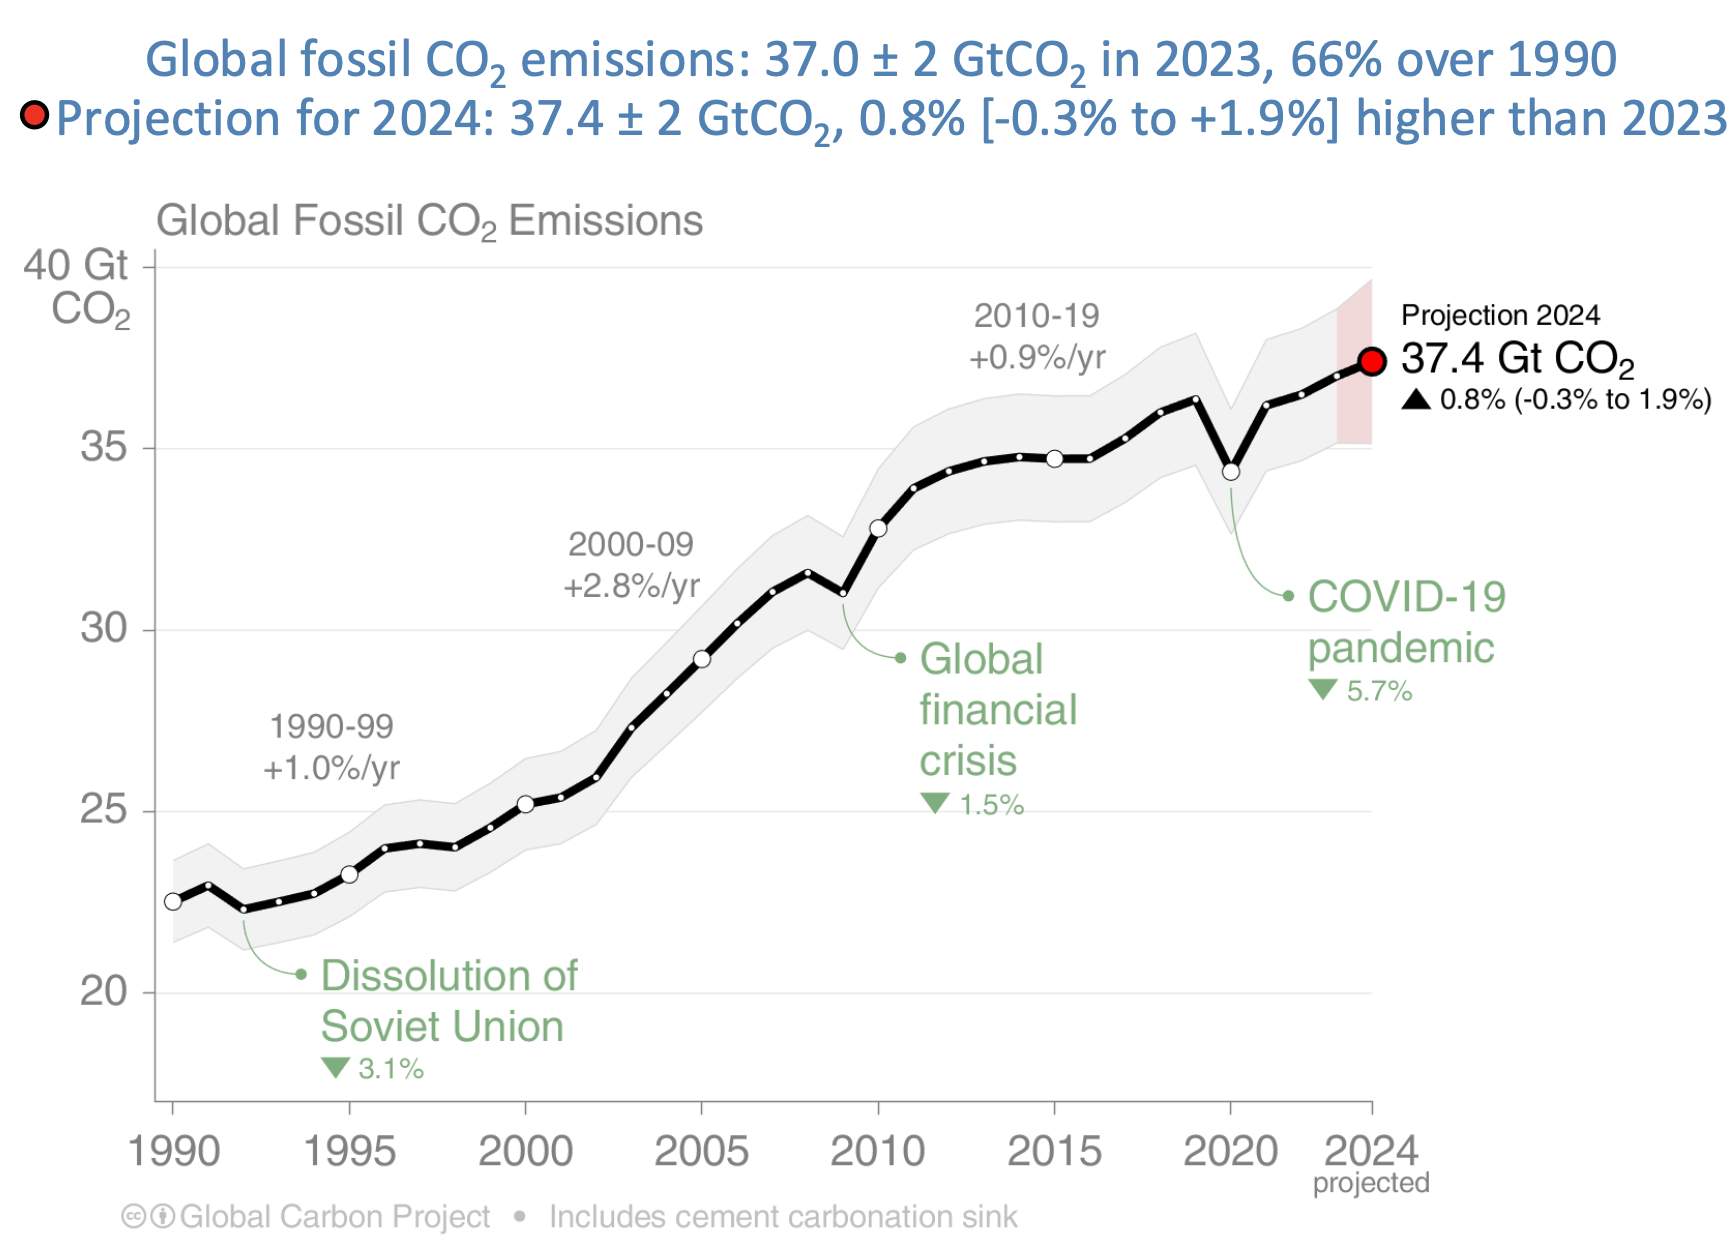 Global fossil CO₂ emissions: 37.0 ± 2 GtCO₂ in 2023, 66% over 1990
Projection for 2024: 37.4 ± 2 GtCO₂, 0.8% [-0.3% to +1.9%] higher than 2023
Global Fossil CO₂ Emissions
40 Gt
CO₂
35
30
25
20
2010-19
+0.9%/yr
Projection 2024
37.4 Gt CO₂
▲ 0.8% (-0.3% to 1.9%)
2000-09
+2.8%/yr
COVID-19
pandemic
▼ 5.7%
Global
financial
crisis
▼ 1.5%
1990-99
+1.0%/yr
Dissolution of
Soviet Union
▼ 3.1%
1990 1995 2000 2005 2010 2015 2020 2024
projected
cc Global Carbon Project • Includes cement carbonation sink